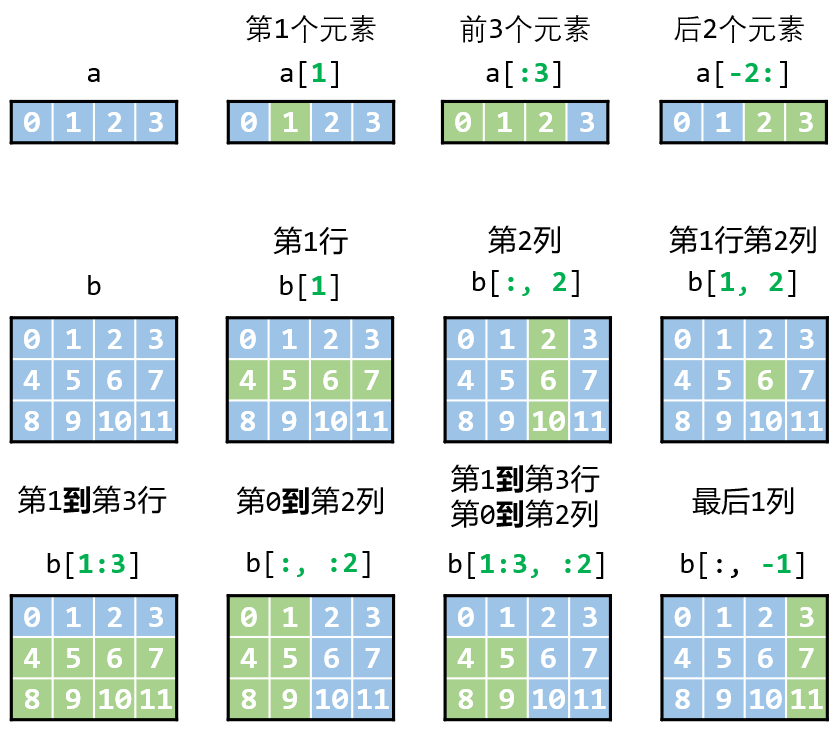 第1个元素 前3个元素 后2个元素
a a[1] a[:3] a[-2:]
0 1 2 3 0 1 2 3 0 1 2 3 0 1 2 3
第1行 第2列 第1行第2列
b b[1] b[:, 2] b[1, 2]
0 1 2 3 0 1 2 3 0 1 2 3 0 1 2 3
4 5 6 7 4 5 6 7 4 5 6 7 4 5 6 7
8 9 10 11 8 9 10 11 8 9 10 11 8 9 10 11
第1到第3行 第0到第2列 第1到第3行 最后1列
第0到第2列
b[1:3] b[:, :2] b[1:3, :2] b[:, -1]
0 1 2 3 0 1 2 3 0 1 2 3 0 1 2 3
4 5 6 7 4 5 6 7 4 5 6 7 4 5 6 7
8 9 10 11 8 9 10 11 8 9 10 11 8 9 10 11